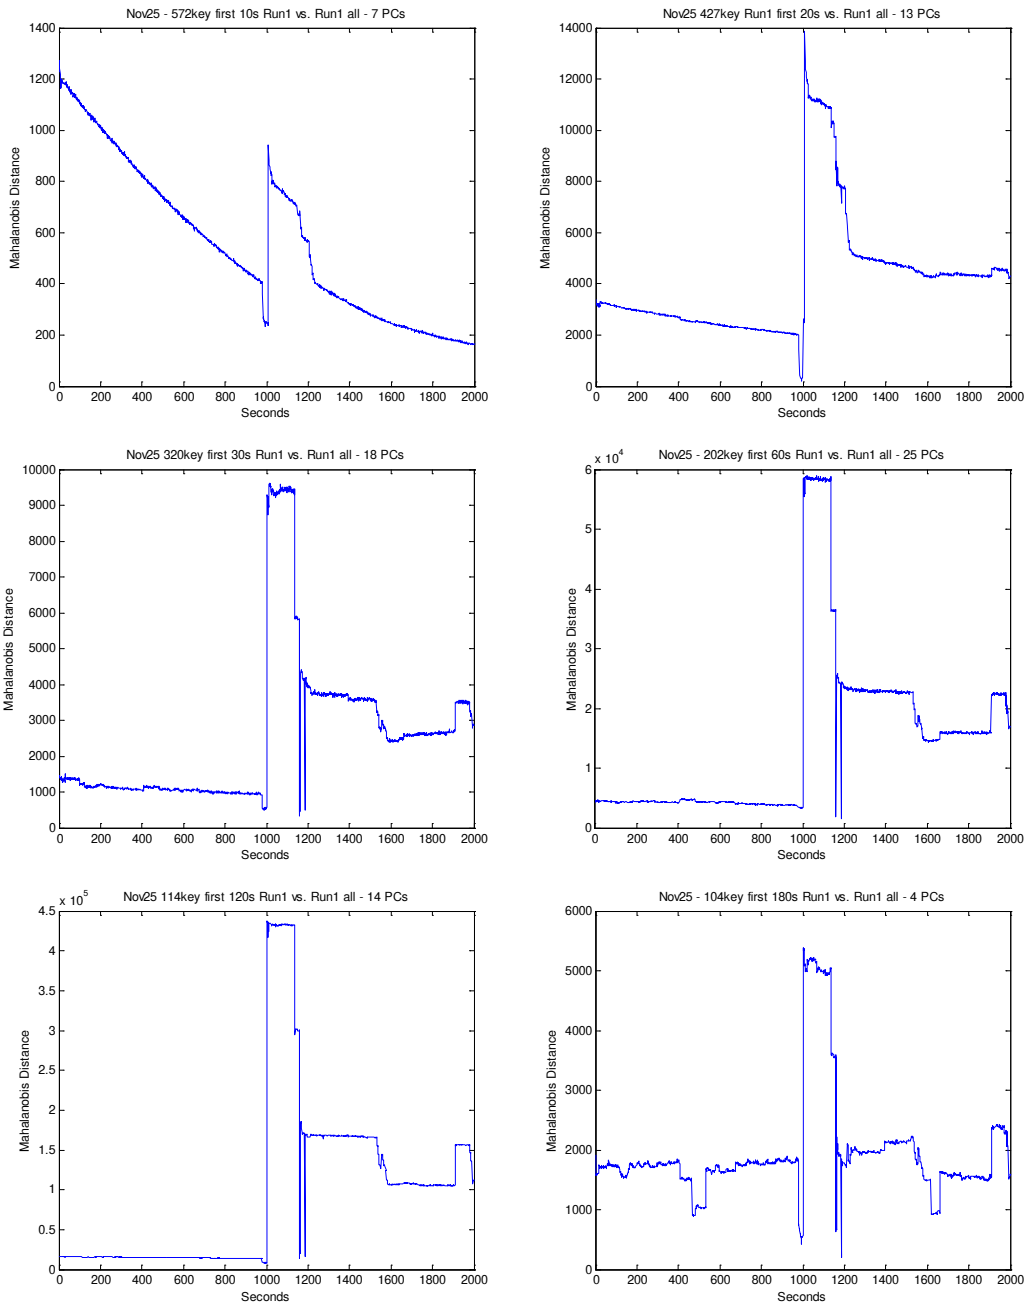 Nov25 - 572key first 10s Run1 vs. Run1 all - 7 PCs
1400
1200
1000
800
600
400
200
0
Mahalanobis Distance
0 200 400 600 800 1000 1200 1400 1600 1800 2000
Seconds
Nov25 427key Run1 first 20s vs. Run1 all - 13 PCs
14000
12000
10000
8000
6000
4000
2000
0
Mahalanobis Distance
0 200 400 600 800 1000 1200 1400 1600 1800 2000
Seconds
Nov25 320key first 30s Run1 vs. Run1 all - 18 PCs
10000
9000
8000
7000
6000
5000
4000
3000
2000
1000
0
Mahalanobis Distance
0 200 400 600 800 1000 1200 1400 1600 1800 2000
Seconds
Nov25 - 202key first 60s Run1 vs. Run1 all - 25 PCs
x 10^4
6
5
4
3
2
1
0
Mahalanobis Distance
0 200 400 600 800 1000 1200 1400 1600 1800 2000
Seconds
Nov25 114key first 120s Run1 vs. Run1 all - 14 PCs
x 10^5
4.5
4
3.5
3
2.5
2
1.5
1
0.5
0
Mahalanobis Distance
0 200 400 600 800 1000 1200 1400 1600 1800 2000
Seconds
Nov25 - 104key first 180s Run1 vs. Run1 all - 4 PCs
6000
5000
4000
3000
2000
1000
0
Mahalanobis Distance
0 200 400 600 800 1000 1200 1400 1600 1800 2000
Seconds